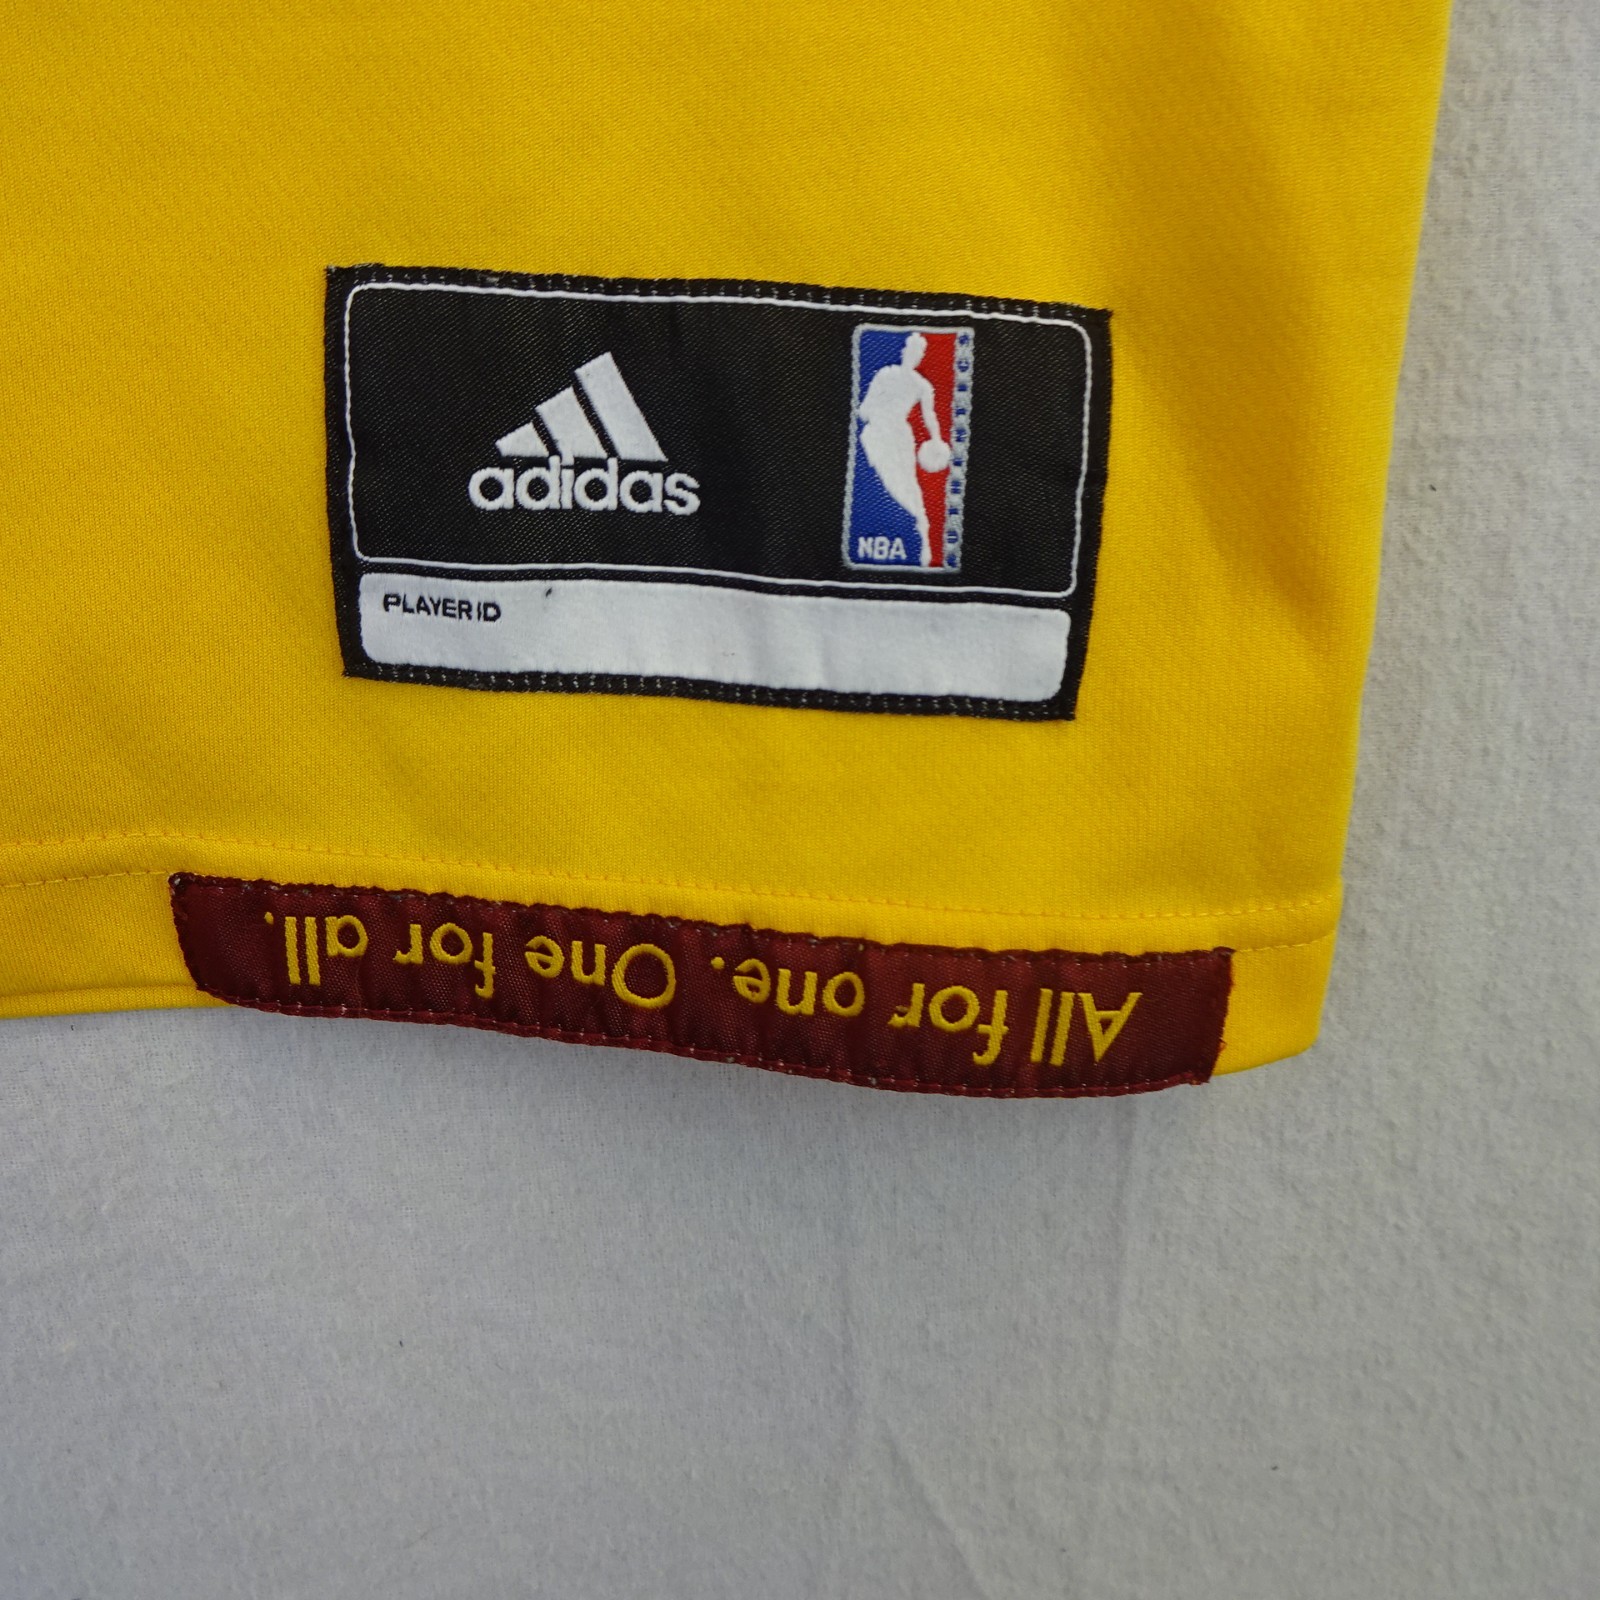 adidas
NBA
AUTHENTICS
PLAYER ID
All for one. One for all.